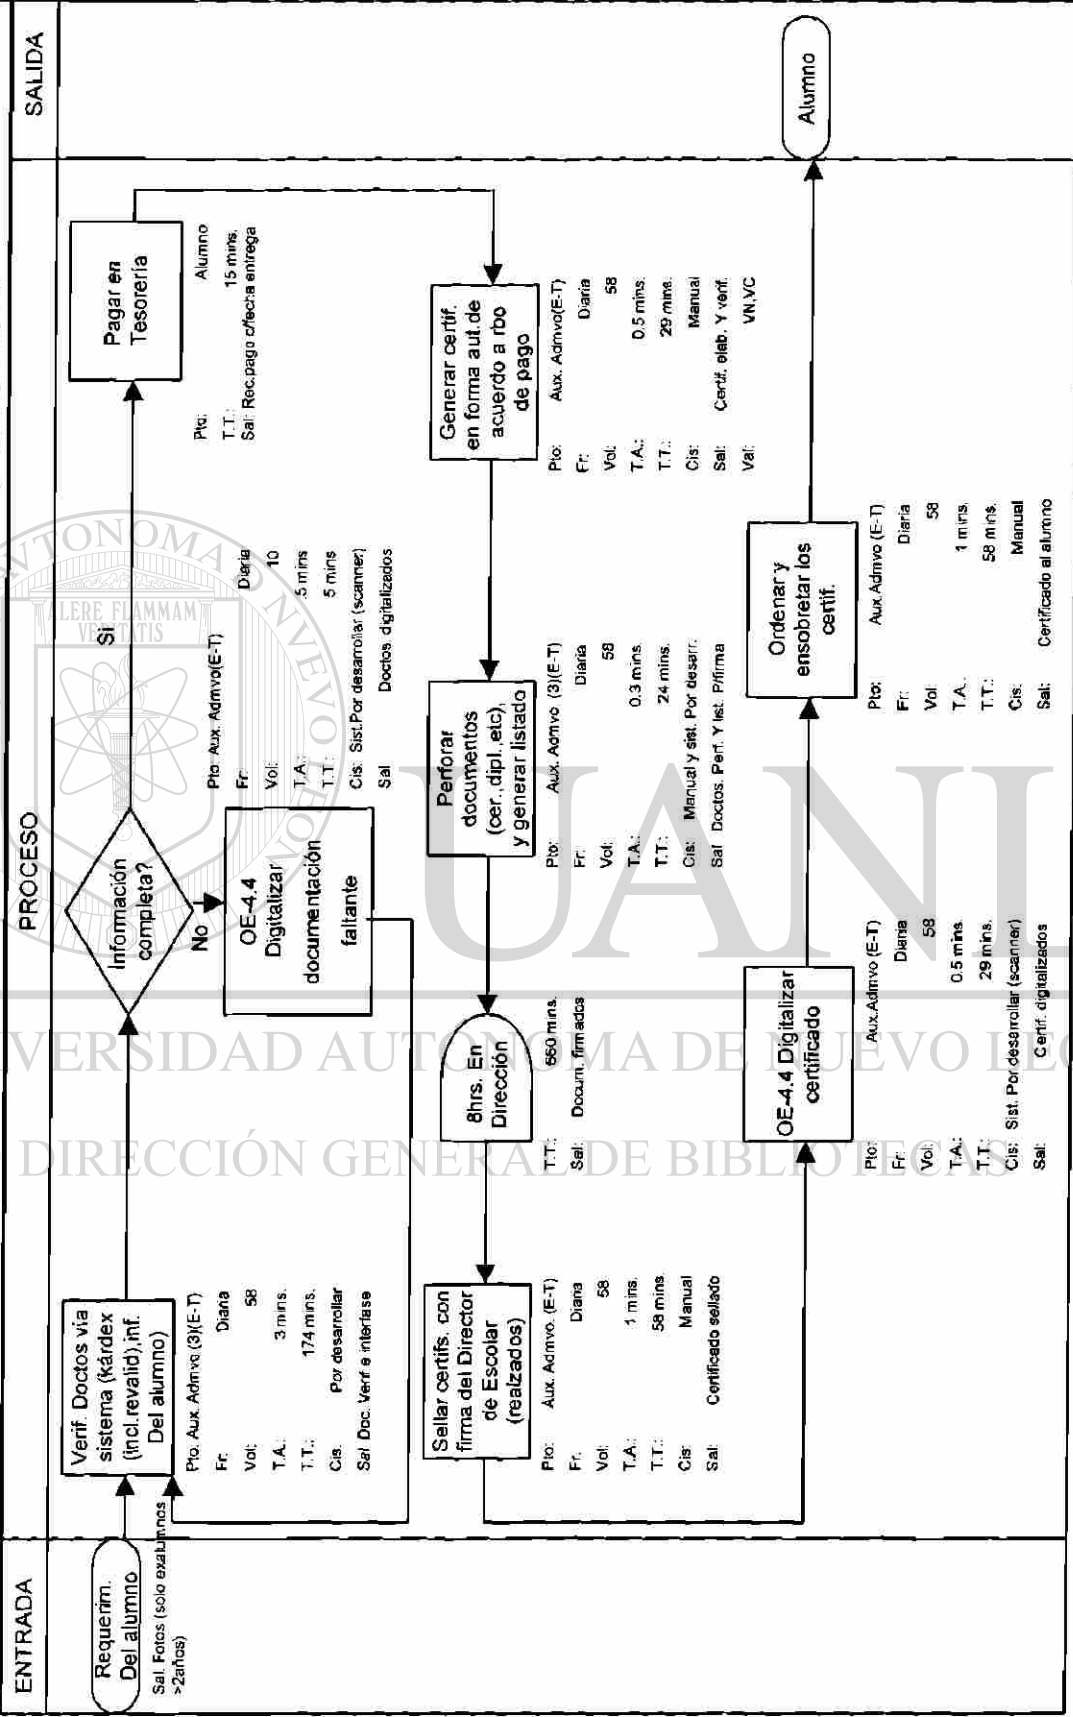 ENTRADA
PROCESO
SALIDA
Requerim.
Del alumno
Sal. Fotos (solo exalumnos
>2años)
Verif. Doctos vía
sistema (kárdex
(incl.revalid),inf.
Del alumno)
Pto: Aux. Admvo (3)(E-T)
Fr: Diaria
Vol: 58
T.A.: 3 mins.
T.T.: 174 mins.
Cis: Por desarrollar
Sal: Doc. Verif e interfase
Información
completa?
Si
No
OE-4.4
Digitalizar
documentación
faltante
Pto: Aux. Admvo(E-T)
Fr: Diaria
Vol: 10
T.A.: .5 mins
T.T.: 5 mins
Cis: Sist.Por desarrollar (scanner)
Sal: Doctos. digitalizados
Pagar en
Tesorería
Pto: Alumno
T.T.: 15 mins.
Sal: Rec.pago c/fecha entrega
Generar certif.
en forma aut.de
acuerdo a rbo
de pago
Pto: Aux. Admvo(E-T)
Fr: Diaria
Vol: 58
T.A.: 0.5 mins.
T.T.: 29 mins.
Cis: Manual
Sal: Certif. elab. Y verif.
Val: VN,VC
Perforar
documentos
(cer.,dipl.,etc),
y generar listado
Pto: Aux. Admvo (3)(E-T)
Fr: Diaria
Vol: 58
T.A.: 0.3 mins.
T.T.: 24 mins.
Cis: Manual y sist. Por desarr.
Sal: Doctos. Perf. Y list. P/firma
8hrs. En
Dirección
T.T.: 660 mins.
Sal: Docum. firmados
Sellar certifs. con
firma del Director
de Escolar
(realzados)
Pto: Aux. Admvo. (E-T)
Fr. Diaria
Vol: 58
T.A.: 1 mins.
T.T.: 58 mins.
Cis: Manual
Sal: Certificado sellado
OE-4.4 Digitalizar
certificado
Pto: Aux.Admvo (E-T)
Fr: Diaria
Vol: 58
T.A.: 0.5 mins.
T.T.: 29 mins.
Cis: Sist. Por desarrollar (scanner)
Sal: Certif. digitalizados
Ordenar y
ensobretar los
certif.
Pto: Aux.Admvo (E-T)
Fr: Diaria
Vol: 58
T.A.: 1 mins.
T.T.: 58 mins.
Cis: Manual
Sal: Certificado al alumno
Alumno
ALERE FLAMMAM
VERITATIS
UANL
VERSIDAD AUTONOMA DE NUEVO LEO
DIRECCIÓN GENERAL DE BIBLIOTECAS